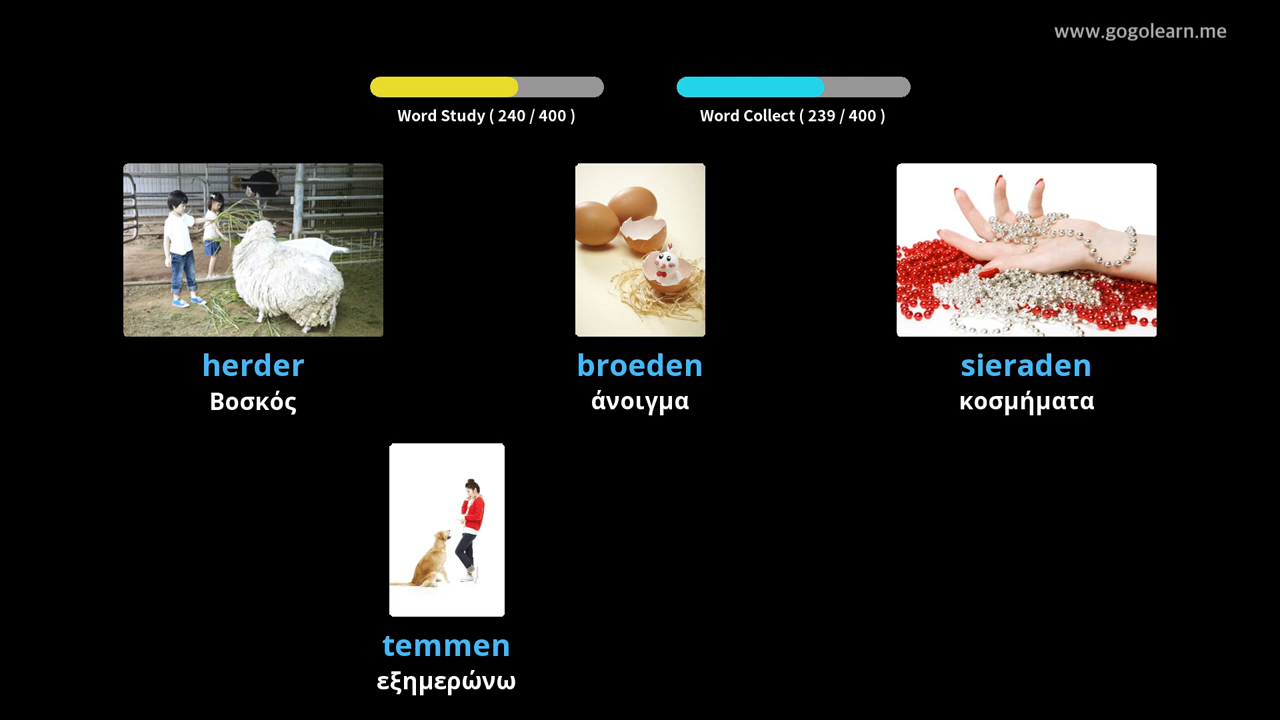 www.gogolearn.me
Word Study ( 240 / 400 )
Word Collect ( 239 / 400 )
herder
Βοσκός
broeden
άνοιγμα
sieraden
κοσμήματα
temmen
εξημερώνω